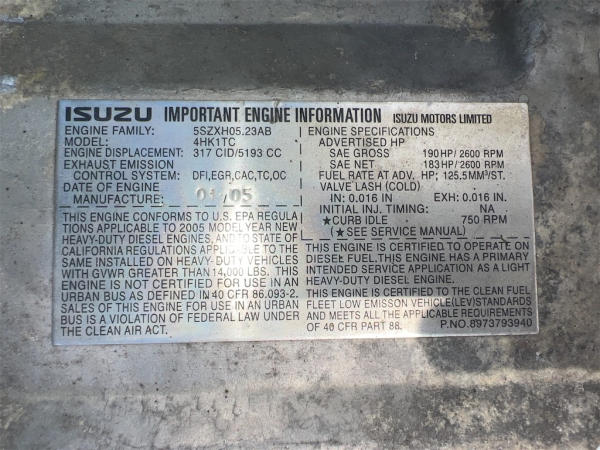 ISUZU IMPORTANT ENGINE INFORMATION ISUZU MOTORS LIMITED
ENGINE FAMILY: 5SZXH05.23AB
MODEL: 4HK1TC
ENGINE DISPLACEMENT: 317 CID/5193 CC
EXHAUST EMISSION
CONTROL SYSTEM: DFI,EGR,CAC,TC,OC
DATE OF ENGINE
MANUFACTURE: 01/05
THIS ENGINE CONFORMS TO U.S. EPA REGULA
TIONS APPLICABLE TO 2005 MODEL YEAR NEW
HEAVY-DUTY DIESEL ENGINES, AND TO STATE OF
CALIFORNIA REGULATIONS APPLICABLE TO THE
SAME INSTALLED ON HEAVY-DUTY VEHICLES
WITH GVWR GREATER THAN 14,000 LBS. THIS
ENGINE IS NOT CERTIFIED FOR USE IN AN
URBAN BUS AS DEFINED IN 40 CFR 86.093-2.
SALES OF THIS ENGINE FOR USE IN AN URBAN
BUS IS A VIOLATION OF FEDERAL LAW UNDER
THE CLEAN AIR ACT.
ENGINE SPECIFICATIONS
ADVERTISED HP
SAE GROSS 190 HP/ 2600 RPM
SAE NET 183 HP/ 2600 RPM
FUEL RATE AT ADV. HP; 125.5MM³/ST.
VALVE LASH (COLD)
IN: 0.016 IN EXH: 0.016 IN.
INITIAL INJ. TIMING: NA
★CURB IDLE 750 RPM
(★SEE SERVICE MANUAL)
THIS ENGINE IS CERTIFIED TO OPERATE ON
DIESEL FUEL.THIS ENGINE HAS A PRIMARY
INTENDED SERVICE APPLICATION AS A LIGHT
HEAVY-DUTY DIESEL ENGINE.
THIS ENGINE IS CERTIFIED TO THE CLEAN FUEL
FLEET LOW EMISSON VEHICLE(LEV)STANDARDS
AND MEETS ALL THE APPLICABLE REQUIREMENTS
OF 40 CFR PART 88. P.NO.8973793940